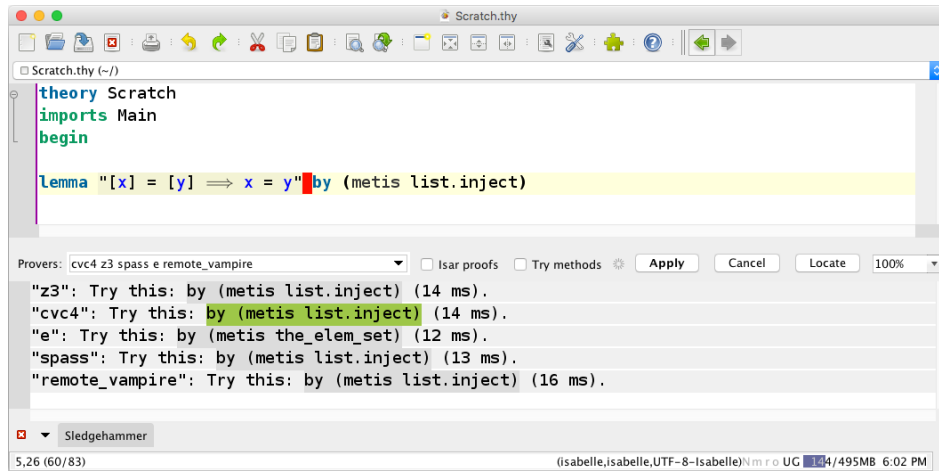 Scratch.thy
Scratch.thy (~/)
theory Scratch
imports Main
begin
lemma "[x] = [y] ⟹ x = y" by (metis list.inject)
Provers: cvc4 z3 spass e remote_vampire Isar proofs Try methods Apply Cancel Locate 100%
"z3": Try this: by (metis list.inject) (14 ms).
"cvc4": Try this: by (metis list.inject) (14 ms).
"e": Try this: by (metis the_elem_set) (12 ms).
"spass": Try this: by (metis list.inject) (13 ms).
"remote_vampire": Try this: by (metis list.inject) (16 ms).
Sledgehammer
5,26 (60/83) (isabelle,isabelle,UTF-8-Isabelle)N m r o UG 144/495MB 6:02 PM